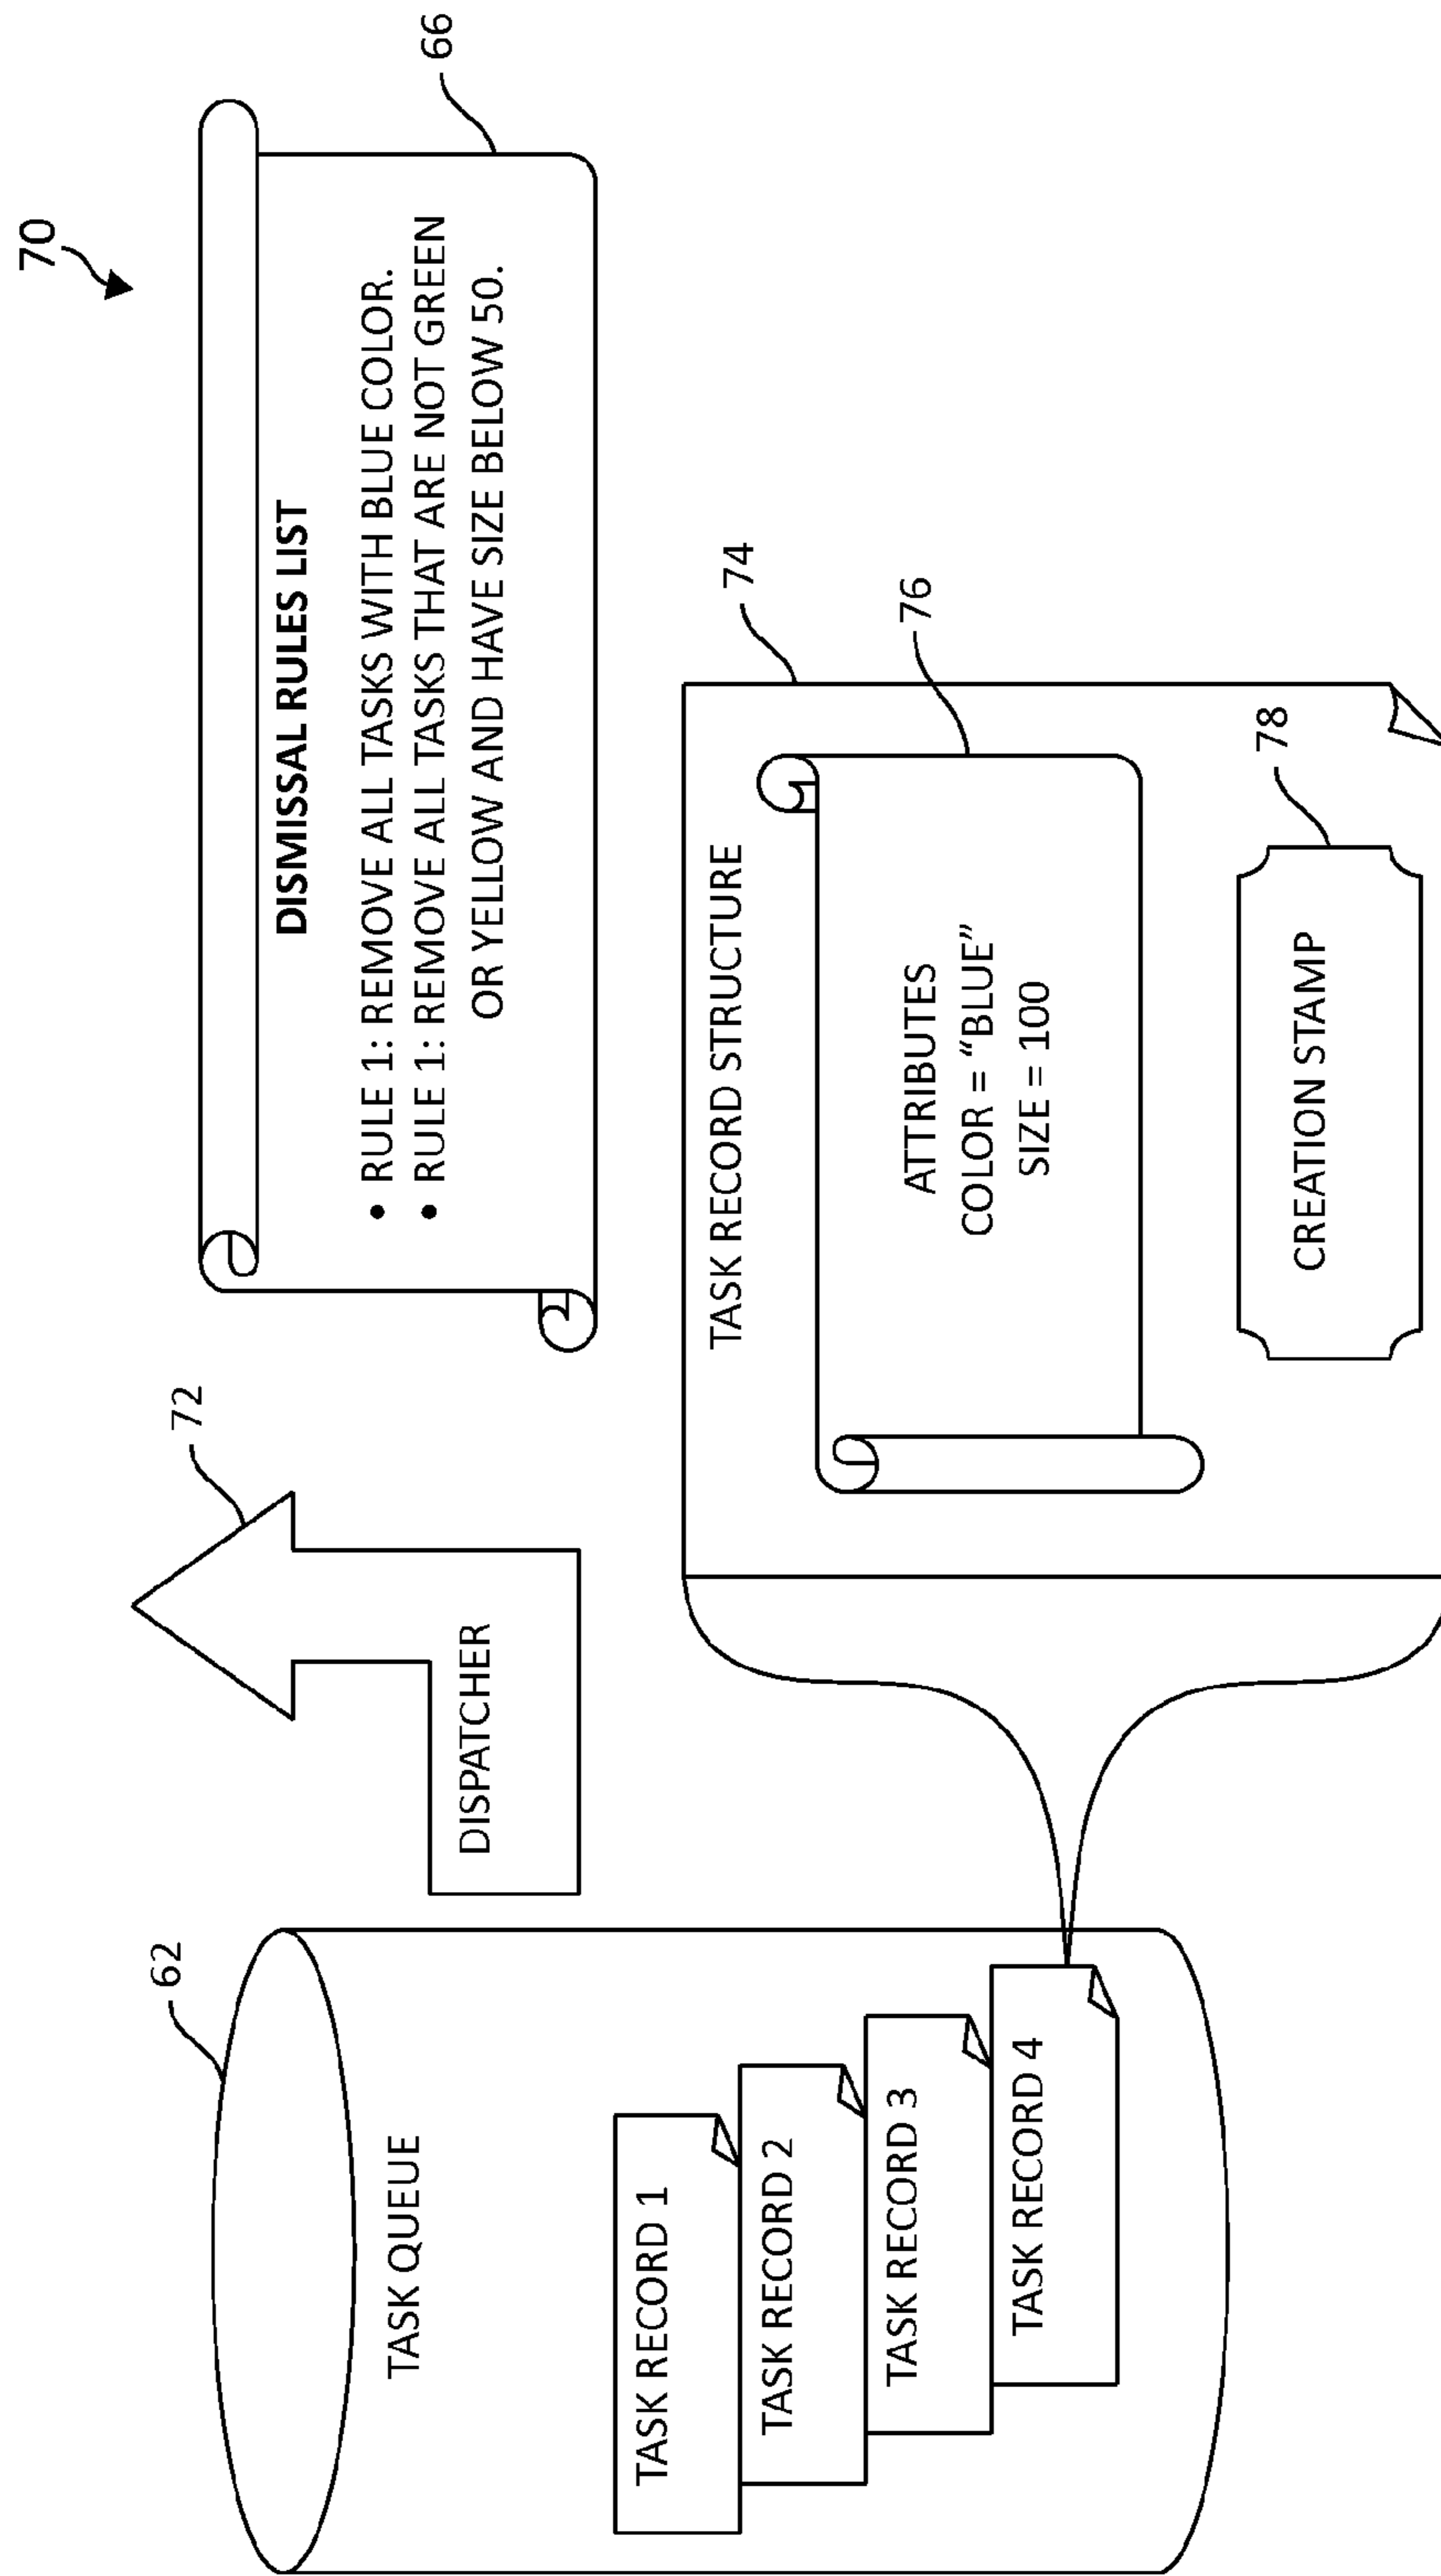 70
62
TASK QUEUE
TASK RECORD 1
TASK RECORD 2
TASK RECORD 3
TASK RECORD 4
72
DISPATCHER
66
DISMISSAL RULES LIST
• RULE 1: REMOVE ALL TASKS WITH BLUE COLOR.
• RULE 1: REMOVE ALL TASKS THAT ARE NOT GREEN
OR YELLOW AND HAVE SIZE BELOW 50.
74
TASK RECORD STRUCTURE
76
ATTRIBUTES
COLOR = “BLUE”
SIZE = 100
78
CREATION STAMP